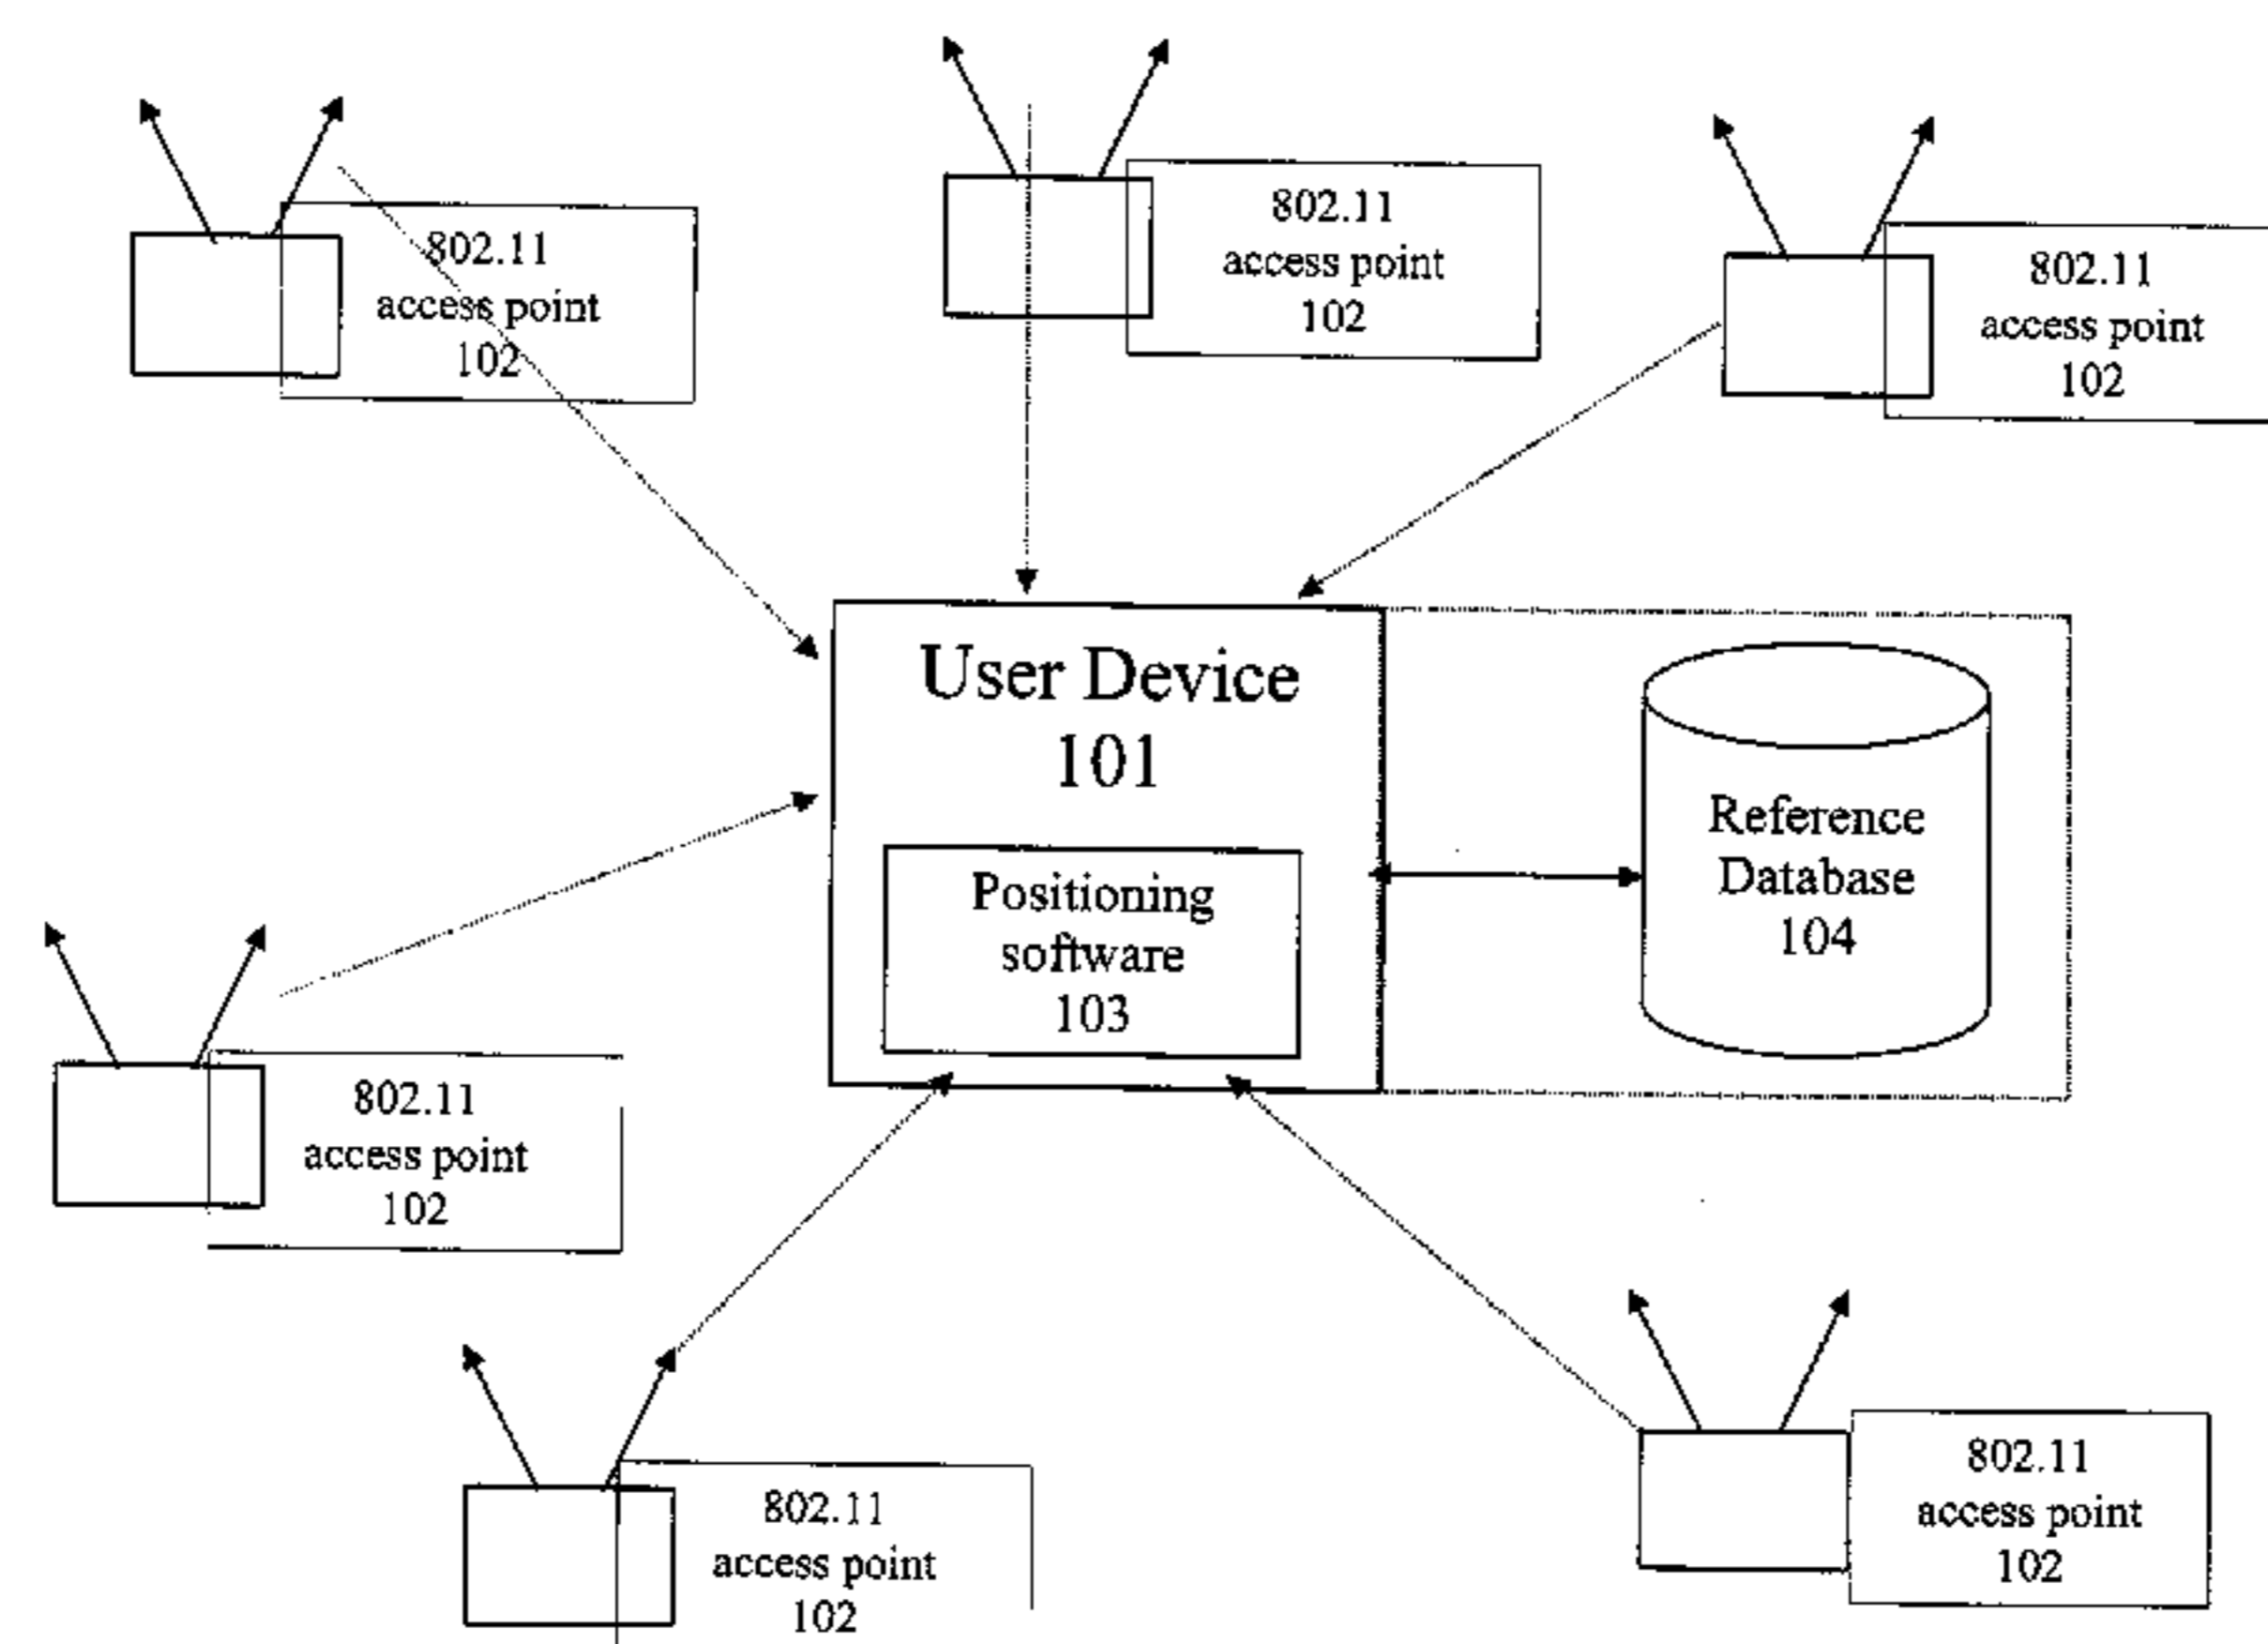 802.11
access point
102
802.11
access point
102
802.11
access point
102
User Device
101
Positioning
software
103
Reference
Database
104
802.11
access point
102
802.11
access point
102
802.11
access point
102